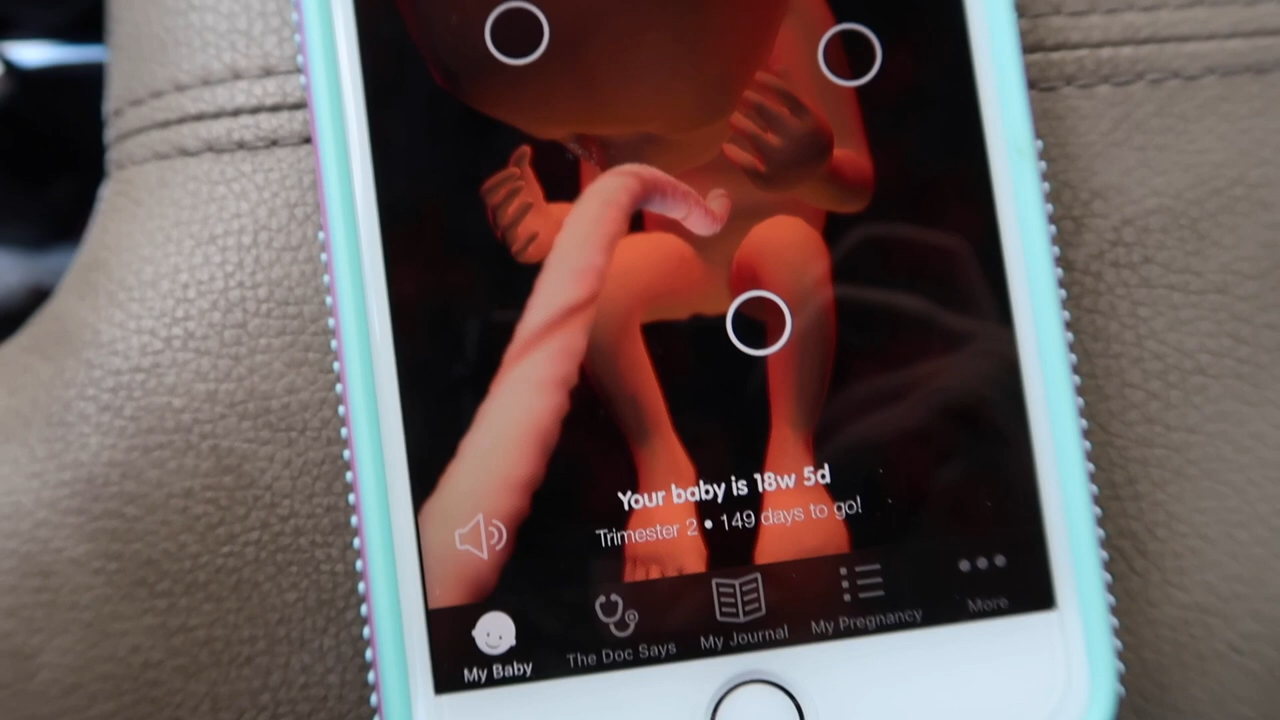 Your baby is 18w 5d
Trimester 2 • 149 days to go!
My Baby
The Doc Says
My Journal
My Pregnancy
More